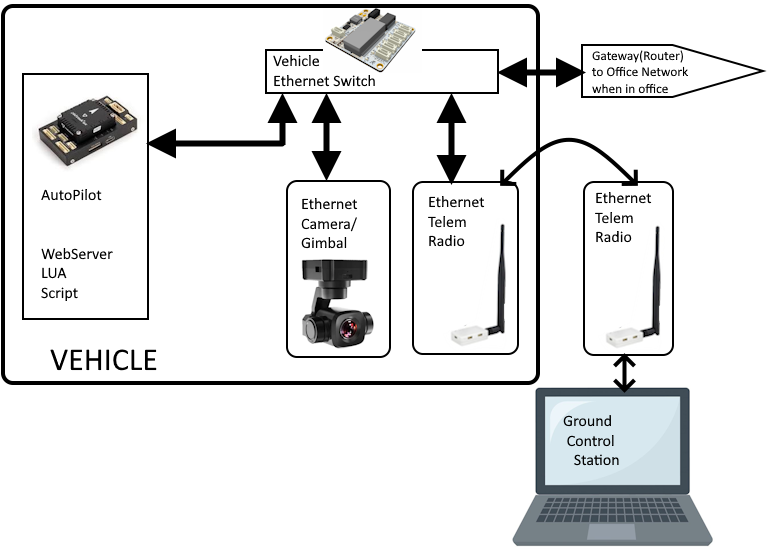 Vehicle
Ethernet Switch
Gateway(Router)
to Office Network
when in office
AutoPilot
WebServer
LUA
Script
Ethernet
Camera/
Gimbal
Ethernet
Telem
Radio
Ethernet
Telem
Radio
VEHICLE
Ground
Control
Station